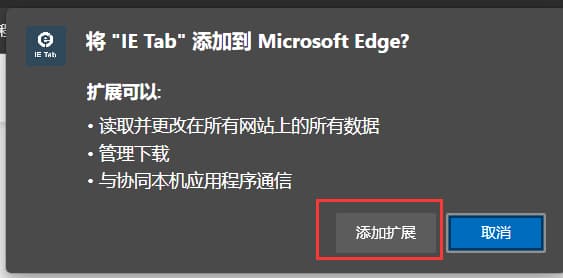 将 "IE Tab" 添加到 Microsoft Edge?
IE Tab
扩展可以:
• 读取并更改在所有网站上的所有数据
• 管理下载
• 与协同本机应用程序通信
添加扩展
取消